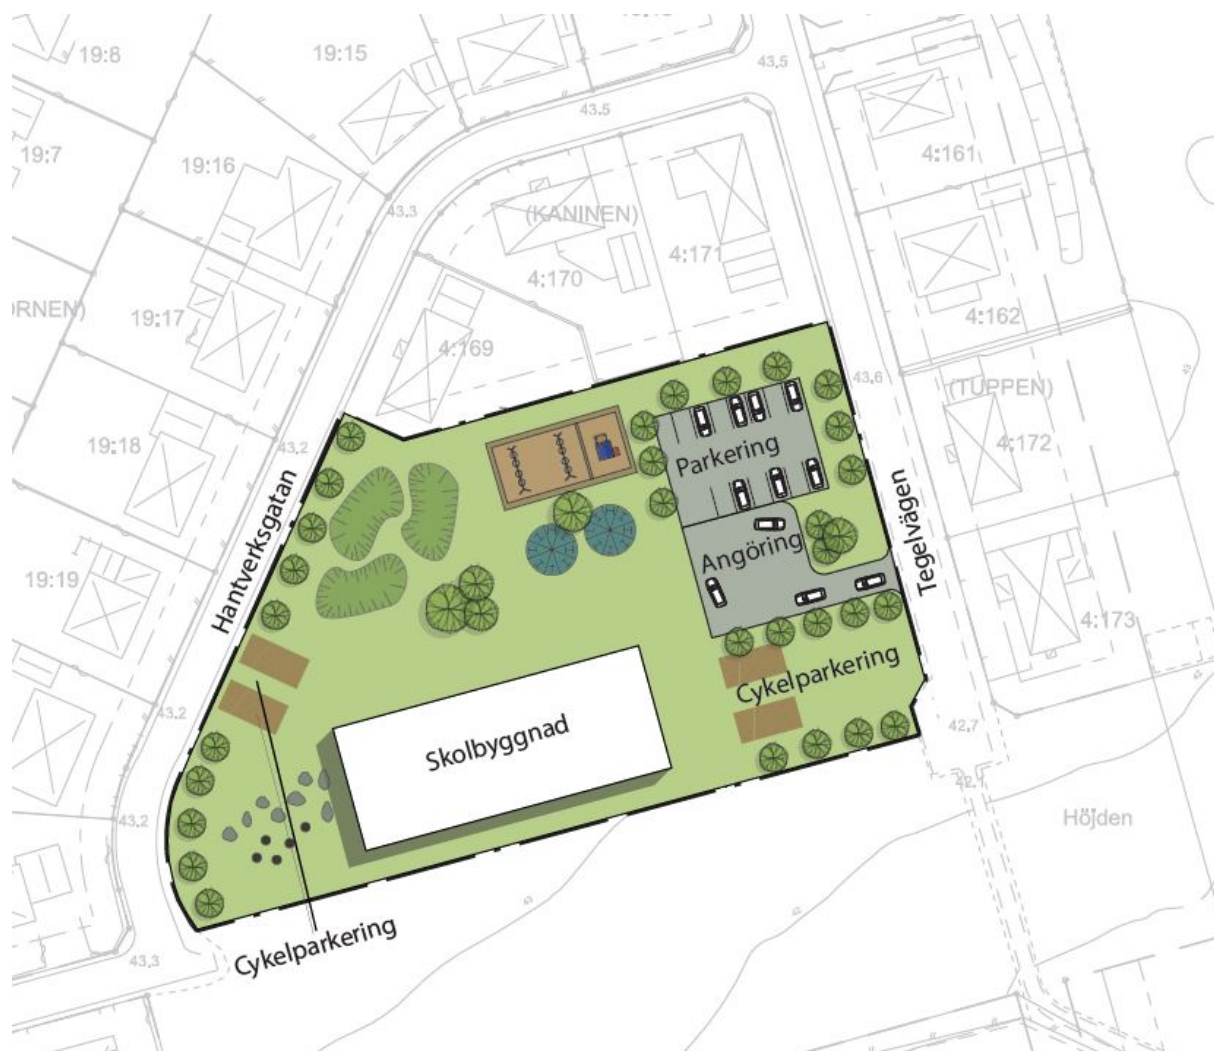 19:8
19:15
43.5
43.5
19:7
19:16
4:161
43.3
(KANINEN)
4:171
4:170
19:17
4:162
4:169
43.6
(TUPPEN)
19:18
43.2
4:172
Parkering
Hantverksgatan
Tegelvägen
Angöring
19:19
4:173
Cykelparkering
43.2
Skolbyggnad
42.7
43.2
Höjden
43
42
Cykelparkering
43.3